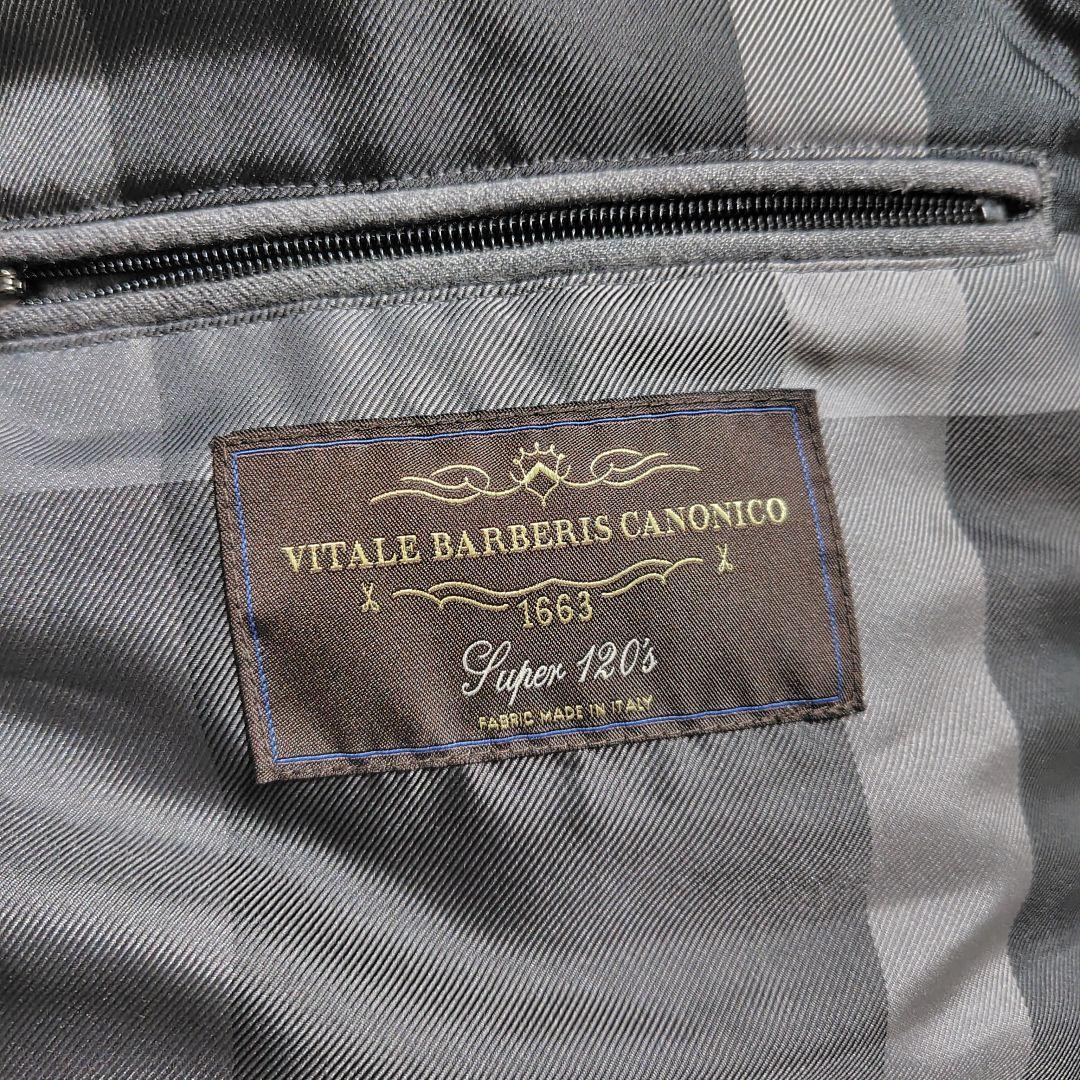 VITALE BARBERIS CANONICO
1663
Super 120's
FABRIC MADE IN ITALY